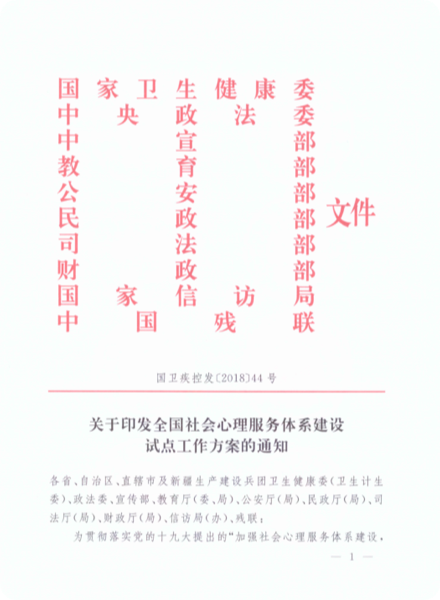 国家卫生健康委
中央政法委
中宣部
教育部
公安部
民政部
司法部
财政部
国家信访局
中国残联
文件
国卫疾控发〔2018〕44号
关于印发全国社会心理服务体系建设
试点工作方案的通知
各省、自治区、直辖市及新疆生产建设兵团卫生健康委(卫生计生
委)、政法委、宣传部、教育厅(委、局)、公安厅(局)、民政厅(局)、司
法厅(局)、财政厅(局)、信访局(办)、残联:
为贯彻落实党的十九大提出的“加强社会心理服务体系建设,
— 1 —